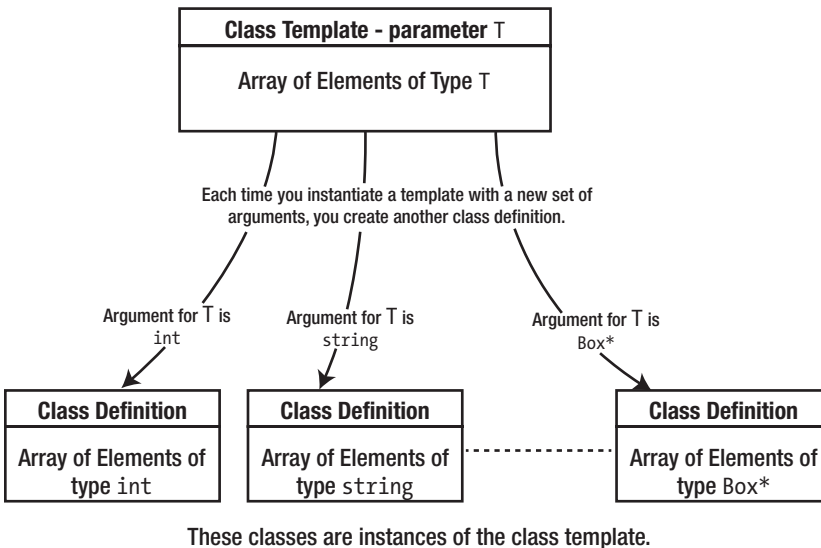 Class Template - parameter T
Array of Elements of Type T
Each time you instantiate a template with a new set of
arguments, you create another class definition.
Argument for T is
int
Argument for T is
string
Argument for T is
Box*
Class Definition
Array of Elements of
type int
Class Definition
Array of Elements of
type string
Class Definition
Array of Elements of
type Box*
These classes are instances of the class template.